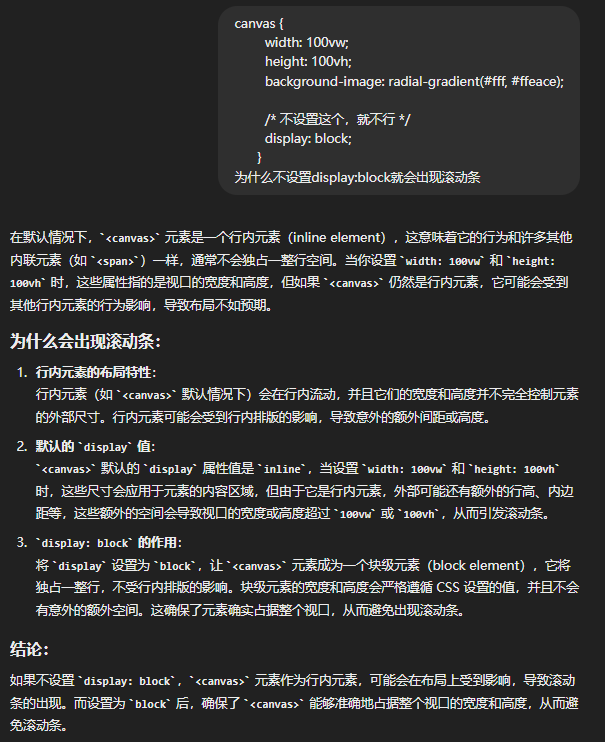 canvas {
width: 100vw;
height: 100vh;
background-image: radial-gradient(#fff, #ffeace);
/* 不设置这个，就不行 */
display: block;
}
为什么不设置display:block就会出现滚动条
在默认情况下，`<canvas>` 元素是一个行内元素（inline element），这意味着它的行为和许多其他
内联元素（如 `<span>`）一样，通常不会独占一整行空间。当你设置 `width: 100vw` 和 `height:
100vh` 时，这些属性指的是视口的宽度和高度，但如果 `<canvas>` 仍然是行内元素，它可能会受到
其他行内元素的行为影响，导致布局不如预期。
为什么会出现滚动条：
1. 行内元素的布局特性：
行内元素（如 `<canvas>` 默认情况下）会在行内流动，并且它们的宽度和高度并不完全控制元素
的外部尺寸。行内元素可能会受到行内排版的影响，导致意外的额外间距或高度。
2. 默认的 `display` 值：
`<canvas>` 默认的 `display` 属性值是 `inline`，当设置 `width: 100vw` 和 `height: 100vh`
时，这些尺寸会应用于元素的内容区域，但由于它是行内元素，外部可能还有额外的行高、内边
距等，这些额外的空间会导致视口的宽度或高度超过 `100vw` 或 `100vh`，从而引发滚动条。
3. `display: block` 的作用：
将 `display` 设置为 `block`，让 `<canvas>` 元素成为一个块级元素（block element），它将
独占一整行，不受行内排版的影响。块级元素的宽度和高度会严格遵循 CSS 设置的值，并且不会
有意外的额外空间。这确保了元素确实占据整个视口，从而避免出现滚动条。
结论：
如果不设置 `display: block`，`<canvas>` 元素作为行内元素，可能会在布局上受到影响，导致滚动
条的出现。而设置为 `block` 后，确保了 `<canvas>` 能够准确地占据整个视口的宽度和高度，从而避
免滚动条。